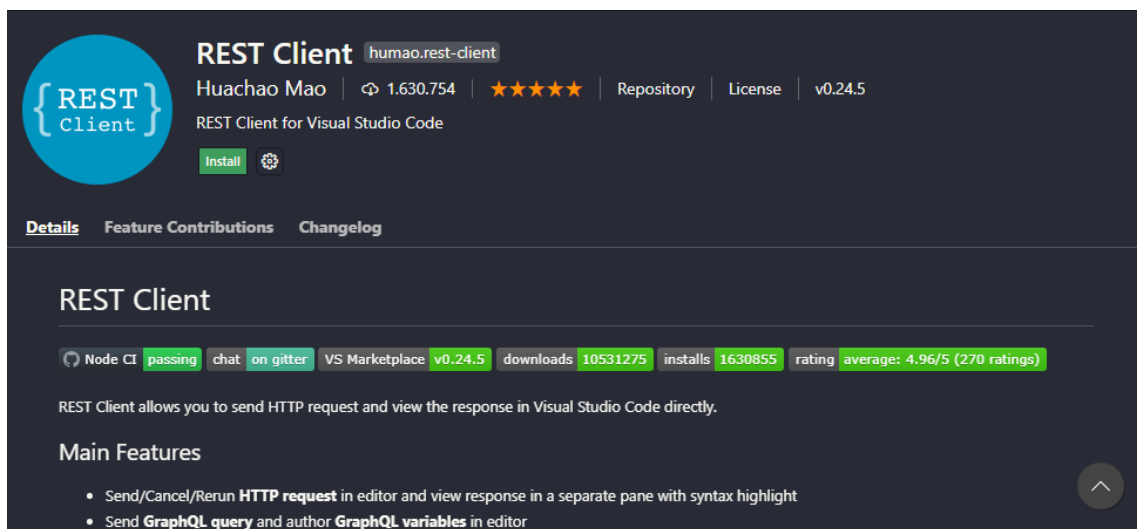 { REST Client }
REST Client humao.rest-client
Huachao Mao 1.630.754 ★★★★★ Repository License v0.24.5
REST Client for Visual Studio Code
Install
Details Feature Contributions Changelog
REST Client
Node CI passing chat on gitter VS Marketplace v0.24.5 downloads 10531275 installs 1630855 rating average: 4.96/5 (270 ratings)
REST Client allows you to send HTTP request and view the response in Visual Studio Code directly.
Main Features
• Send/Cancel/Rerun HTTP request in editor and view response in a separate pane with syntax highlight
• Send GraphQL query and author GraphQL variables in editor